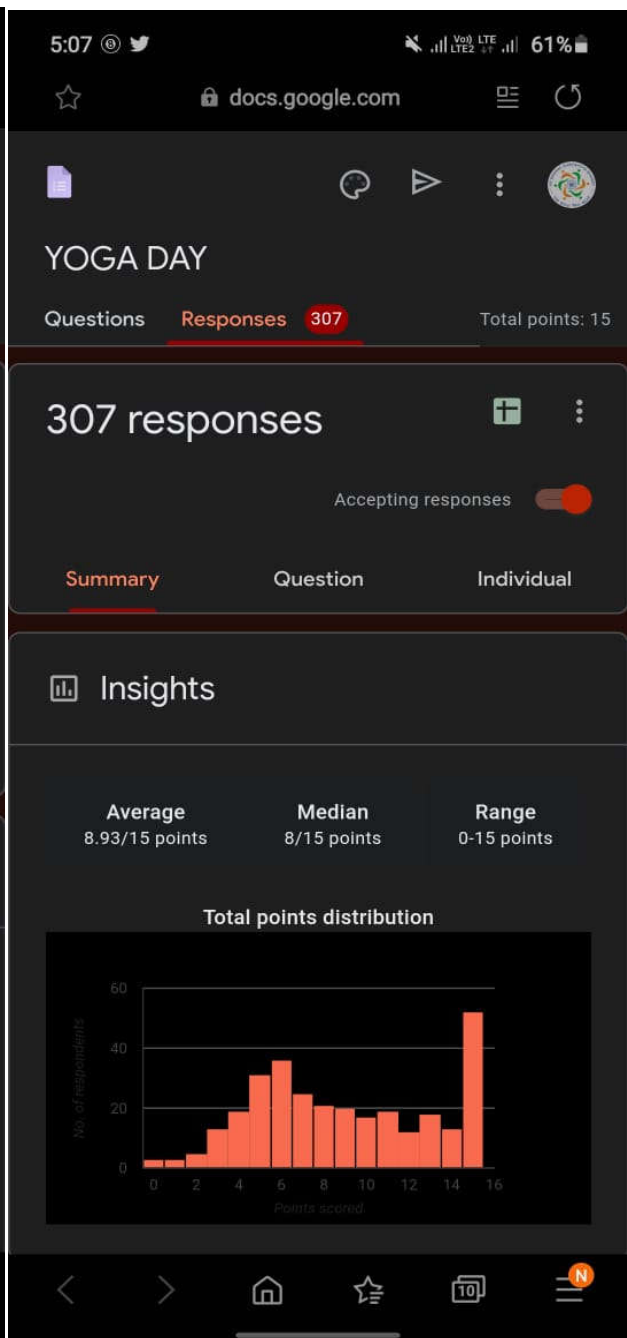 5:07
Vo)) LTE
LTE2
61%
docs.google.com
YOGA DAY
Questions Responses 307 Total points: 15
307 responses
Accepting responses
Summary Question Individual
Insights
Average Median Range
8.93/15 points 8/15 points 0-15 points
Total points distribution
60
40
20
0
No. of respondents
0 2 4 6 8 10 12 14 16
Points scored
10
N